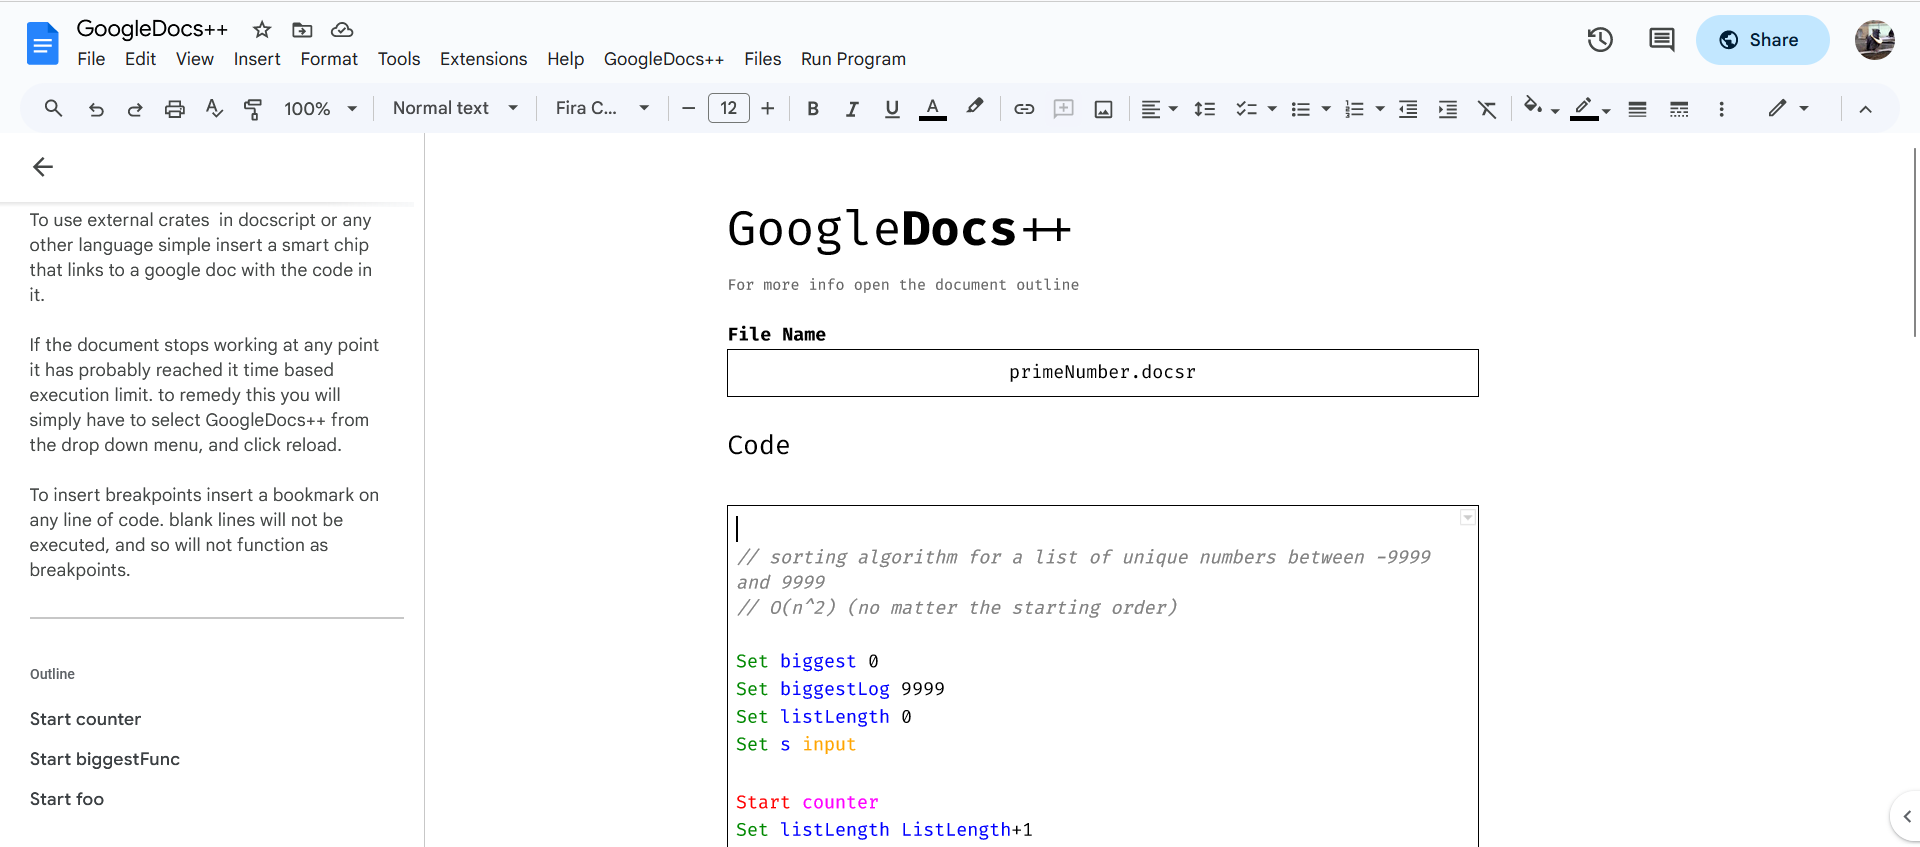 GoogleDocs++
File Edit View Insert Format Tools Extensions Help GoogleDocs++ Files Run Program
Share
100% Normal text Fira C... 12 B I U A
To use external crates  in docscript or any
other language simple insert a smart chip
that links to a google doc with the code in
it.
If the document stops working at any point
it has probably reached it time based
execution limit. to remedy this you will
simply have to select GoogleDocs++ from
the drop down menu, and click reload.
To insert breakpoints insert a bookmark on
any line of code. blank lines will not be
executed, and so will not function as
breakpoints.
Outline
Start counter
Start biggestFunc
Start foo
GoogleDocs++
For more info open the document outline
File Name
primeNumber.docsr
Code
// sorting algorithm for a list of unique numbers between -9999
and 9999
// O(n^2) (no matter the starting order)
Set biggest 0
Set biggestLog 9999
Set listLength 0
Set s input
Start counter
Set listLength ListLength+1